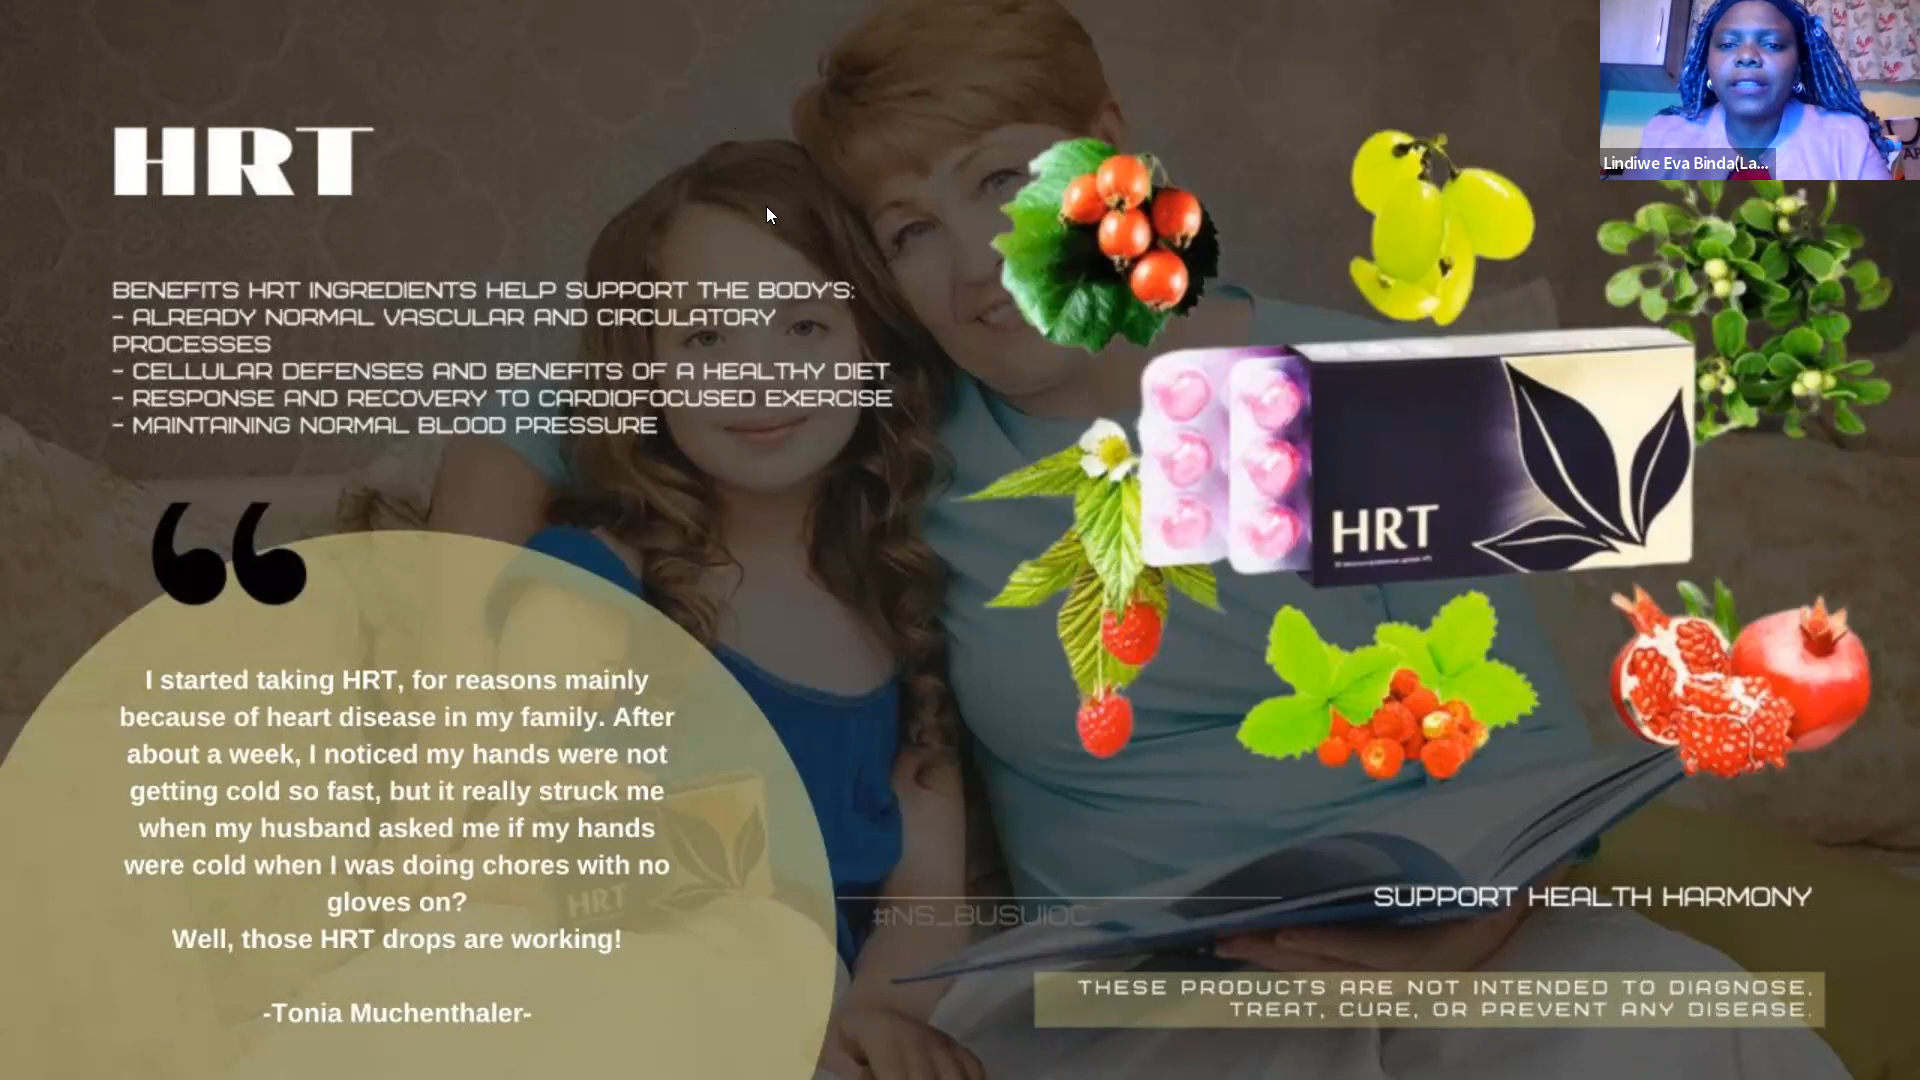 Lindiwe Eva Binda(La...
HRT
BENEFITS HRT INGREDIENTS HELP SUPPORT THE BODY'S:
- ALREADY NORMAL VASCULAR AND CIRCULATORY
PROCESSES
- CELLULAR DEFENSES AND BENEFITS OF A HEALTHY DIET
- RESPONSE AND RECOVERY TO CARDIOFOCUSED EXERCISE
- MAINTAINING NORMAL BLOOD PRESSURE
HRT
“
I started taking HRT, for reasons mainly
because of heart disease in my family. After
about a week, I noticed my hands were not
getting cold so fast, but it really struck me
when my husband asked me if my hands
were cold when I was doing chores with no
gloves on?
Well, those HRT drops are working!
-Tonia Muchenthaler-
HRT
#NS_BUSUIOC
SUPPORT HEALTH HARMONY
THESE PRODUCTS ARE NOT INTENDED TO DIAGNOSE,
TREAT, CURE, OR PREVENT ANY DISEASE.